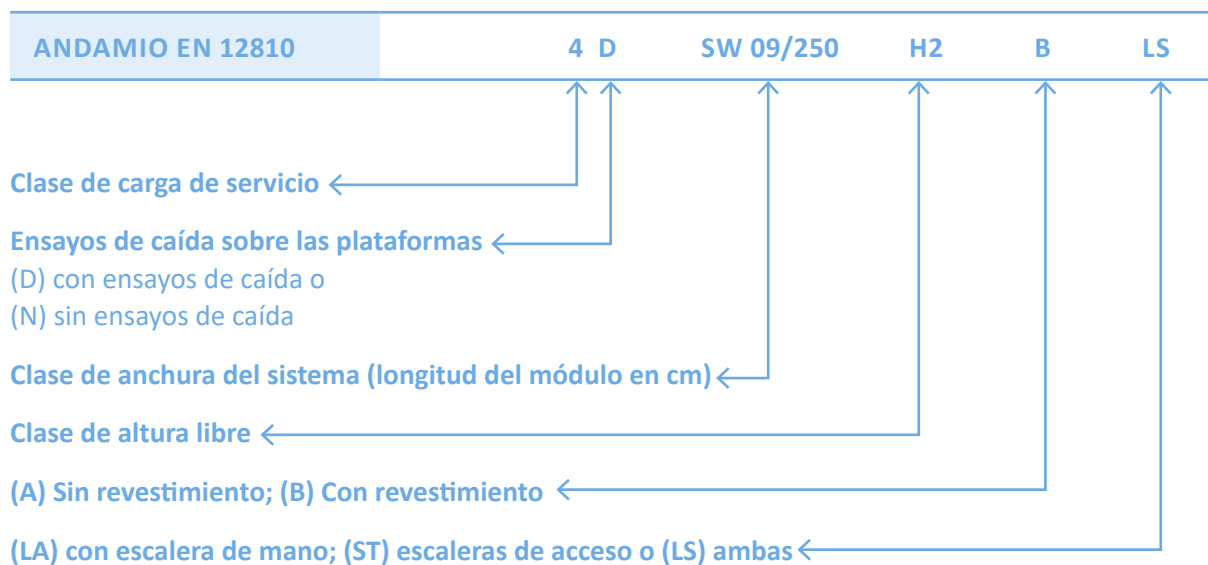 ANDAMIO EN 12810 4 D SW 09/250 H2 B LS
Clase de carga de servicio
Ensayos de caída sobre las plataformas
(D) con ensayos de caída o
(N) sin ensayos de caída
Clase de anchura del sistema (longitud del módulo en cm)
Clase de altura libre
(A) Sin revestimiento; (B) Con revestimiento
(LA) con escalera de mano; (ST) escaleras de acceso o (LS) ambas